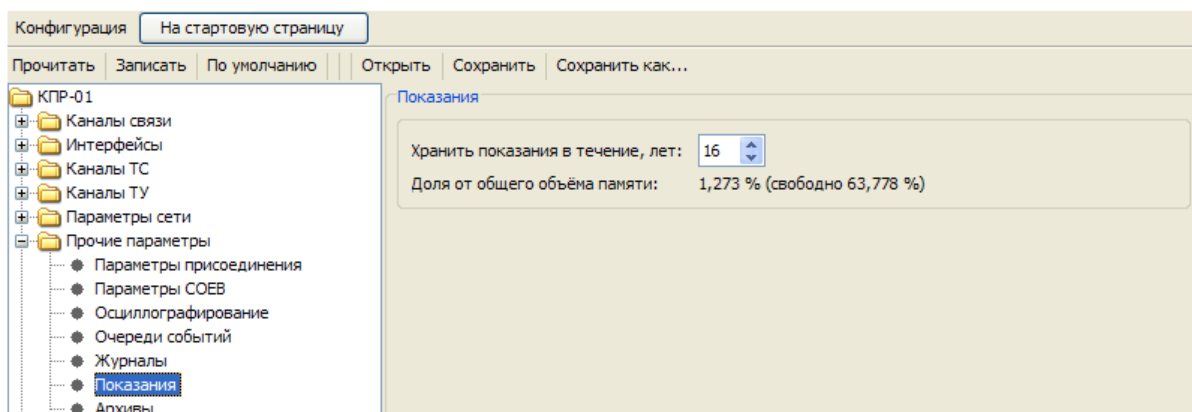 Конфигурация На стартовую страницу
Прочитать Записать По умолчанию Открыть Сохранить Сохранить как...
КПР-01
Каналы связи
Интерфейсы
Каналы ТС
Каналы ТУ
Параметры сети
Прочие параметры
Параметры присоединения
Параметры СОЕВ
Осциллографирование
Очереди событий
Журналы
Показания
Архивы
Показания
Хранить показания в течение, лет: 16
Доля от общего объёма памяти: 1,273 % (свободно 63,778 %)